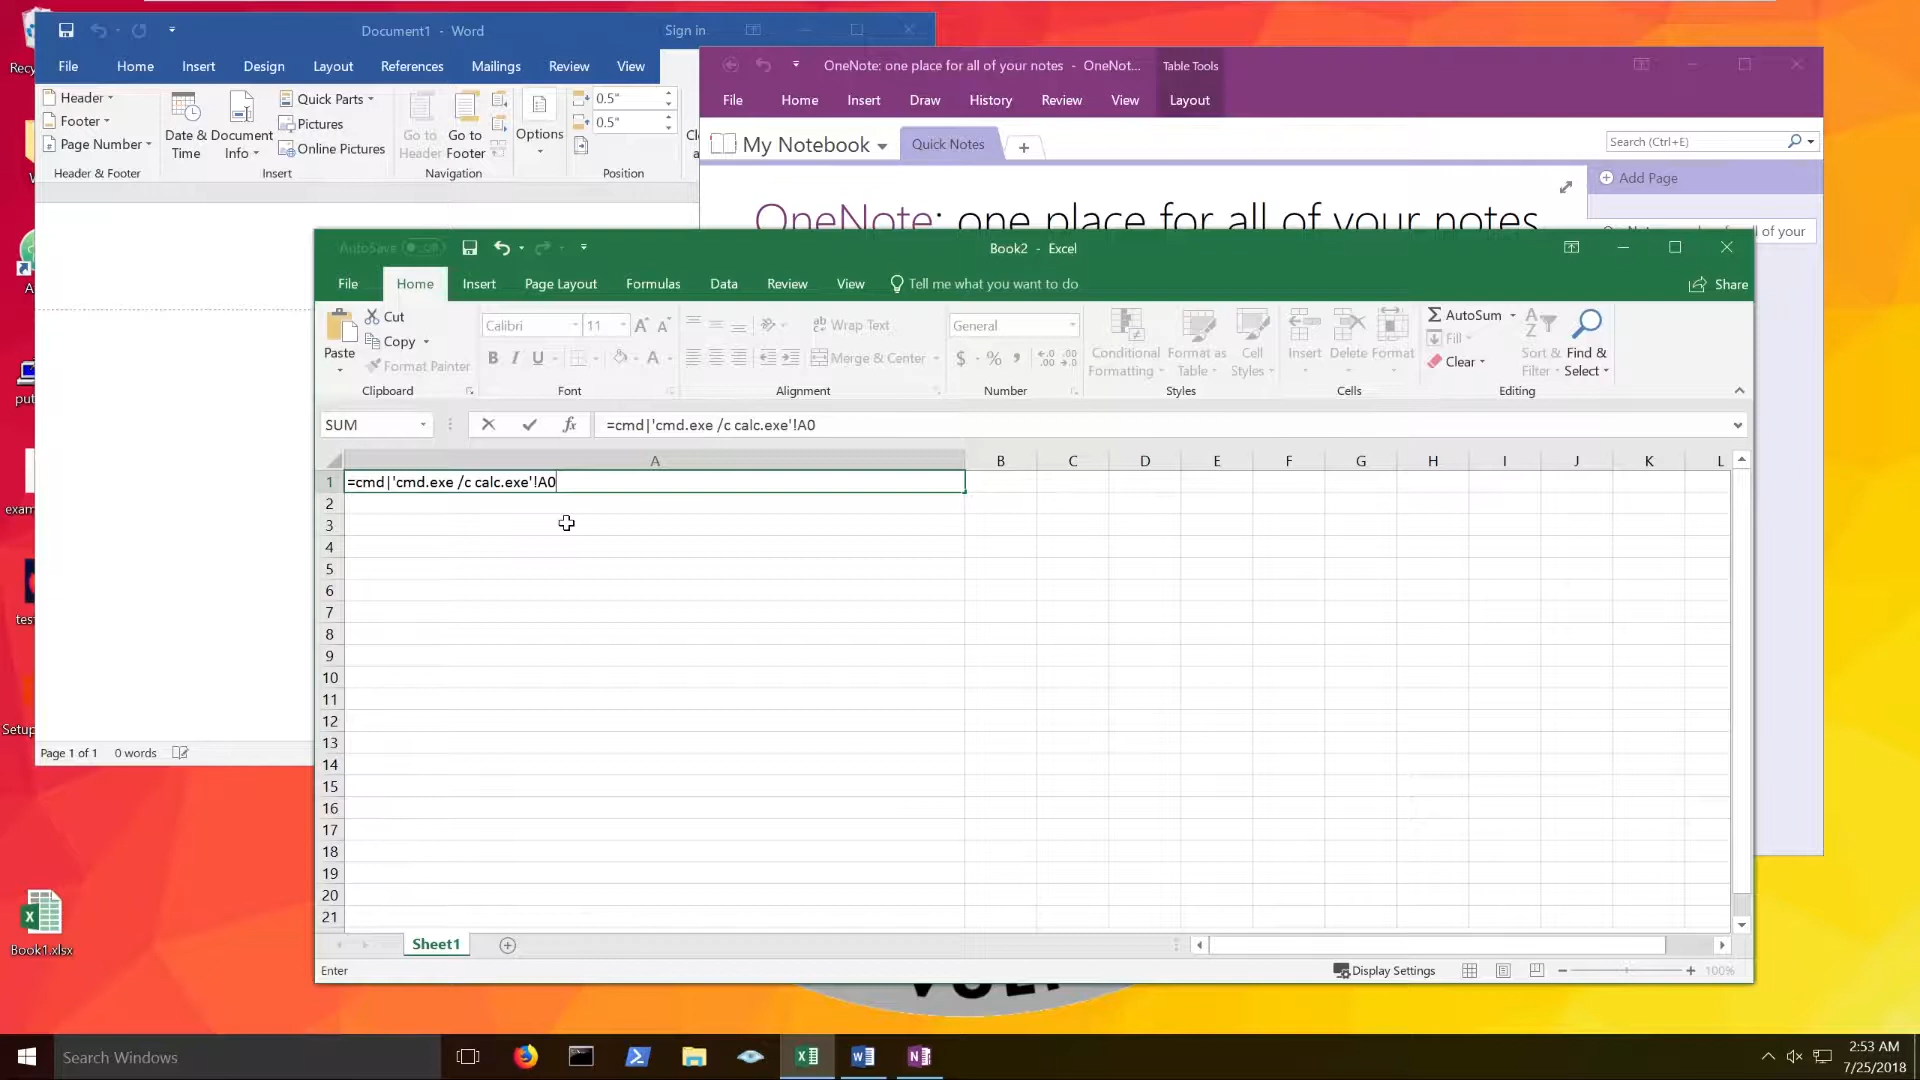 Document1 - Word
Sign in
File Home Insert Design Layout References Mailings Review View
Header
Footer
Page Number
Header & Footer
Date & Time
Document Info
Quick Parts
Pictures
Online Pictures
Insert
Go to Header
Go to Footer
Navigation
Options
0.5"
0.5"
Position
Page 1 of 1 0 words
OneNote: one place for all of your notes - OneNot...
Table Tools
File Home Insert Draw History Review View Layout
My Notebook
Quick Notes
Search (Ctrl+E)
Add Page
OneNote: one place for all of your notes
l of your
AutoSave Off
Book2 - Excel
File Home Insert Page Layout Formulas Data Review View Tell me what you want to do
Share
Paste
Cut
Copy
Format Painter
Clipboard
Calibri 11
B I U
Font
Wrap Text
Merge & Center
Alignment
General
$ % ,
Number
Conditional Formatting
Format as Table
Cell Styles
Styles
Insert Delete Format
Cells
AutoSum
Fill
Clear
Sort & Filter
Find & Select
Editing
SUM
fx
=cmd|'cmd.exe /c calc.exe'!A0
A B C D E F G H I J K L
1 =cmd|'cmd.exe /c calc.exe'!A0
2
3
4
5
6
7
8
9
10
11
12
13
14
15
16
17
18
19
20
21
Sheet1
Enter
Display Settings
100%
Book1.xlsx
Search Windows
2:53 AM
7/25/2018